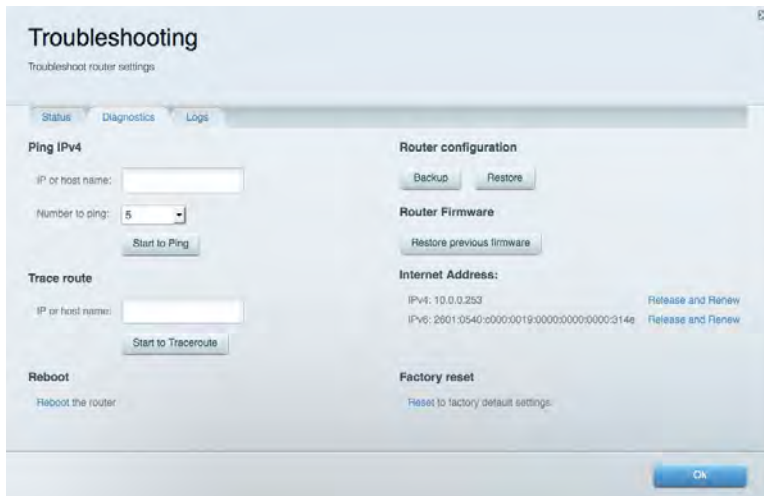 Troubleshooting
Troubleshoot router settings
Status Diagnostics Logs
Ping IPv4
IP or host name:
Number to ping: 5
Start to Ping
Trace route
IP or host name:
Start to Traceroute
Reboot
Reboot the router
Router configuration
Backup Restore
Router Firmware
Restore previous firmware
Internet Address:
IPv4: 10.0.0.253 Release and Renew
IPv6: 2601:0540:c000:0019:0000:0000:0000:314e Release and Renew
Factory reset
Reset to factory default settings.
Ok